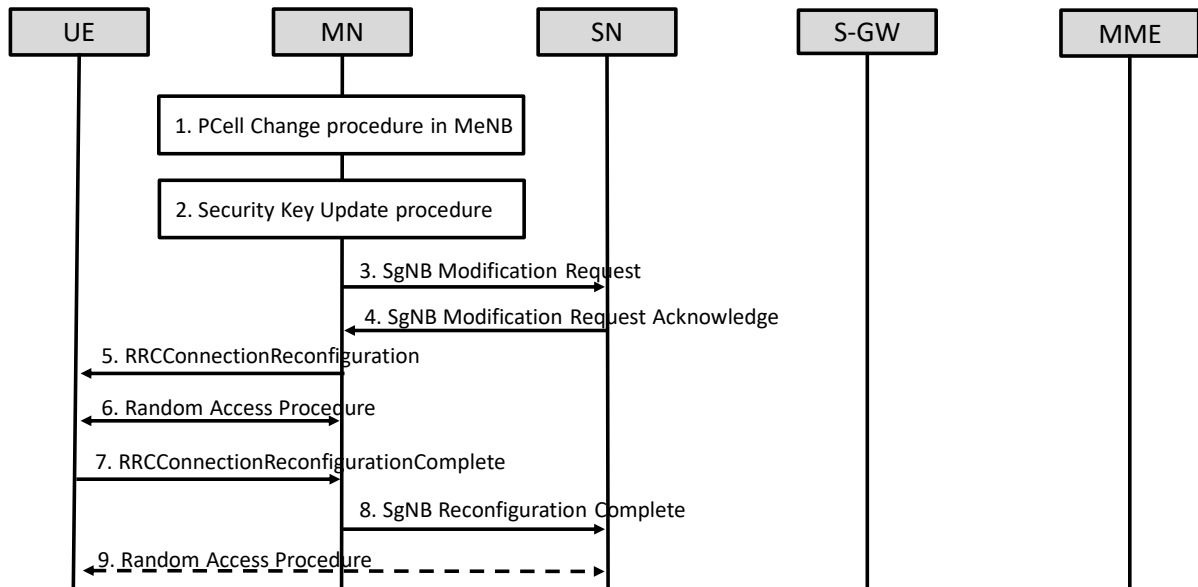 UE
MN
SN
S-GW
MME
1. PCell Change procedure in MeNB
2. Security Key Update procedure
3. SgNB Modification Request
4. SgNB Modification Request Acknowledge
5. RRCConnectionReconfiguration
6. Random Access Procedure
7. RRCConnectionReconfigurationComplete
8. SgNB Reconfiguration Complete
9. Random Access Procedure